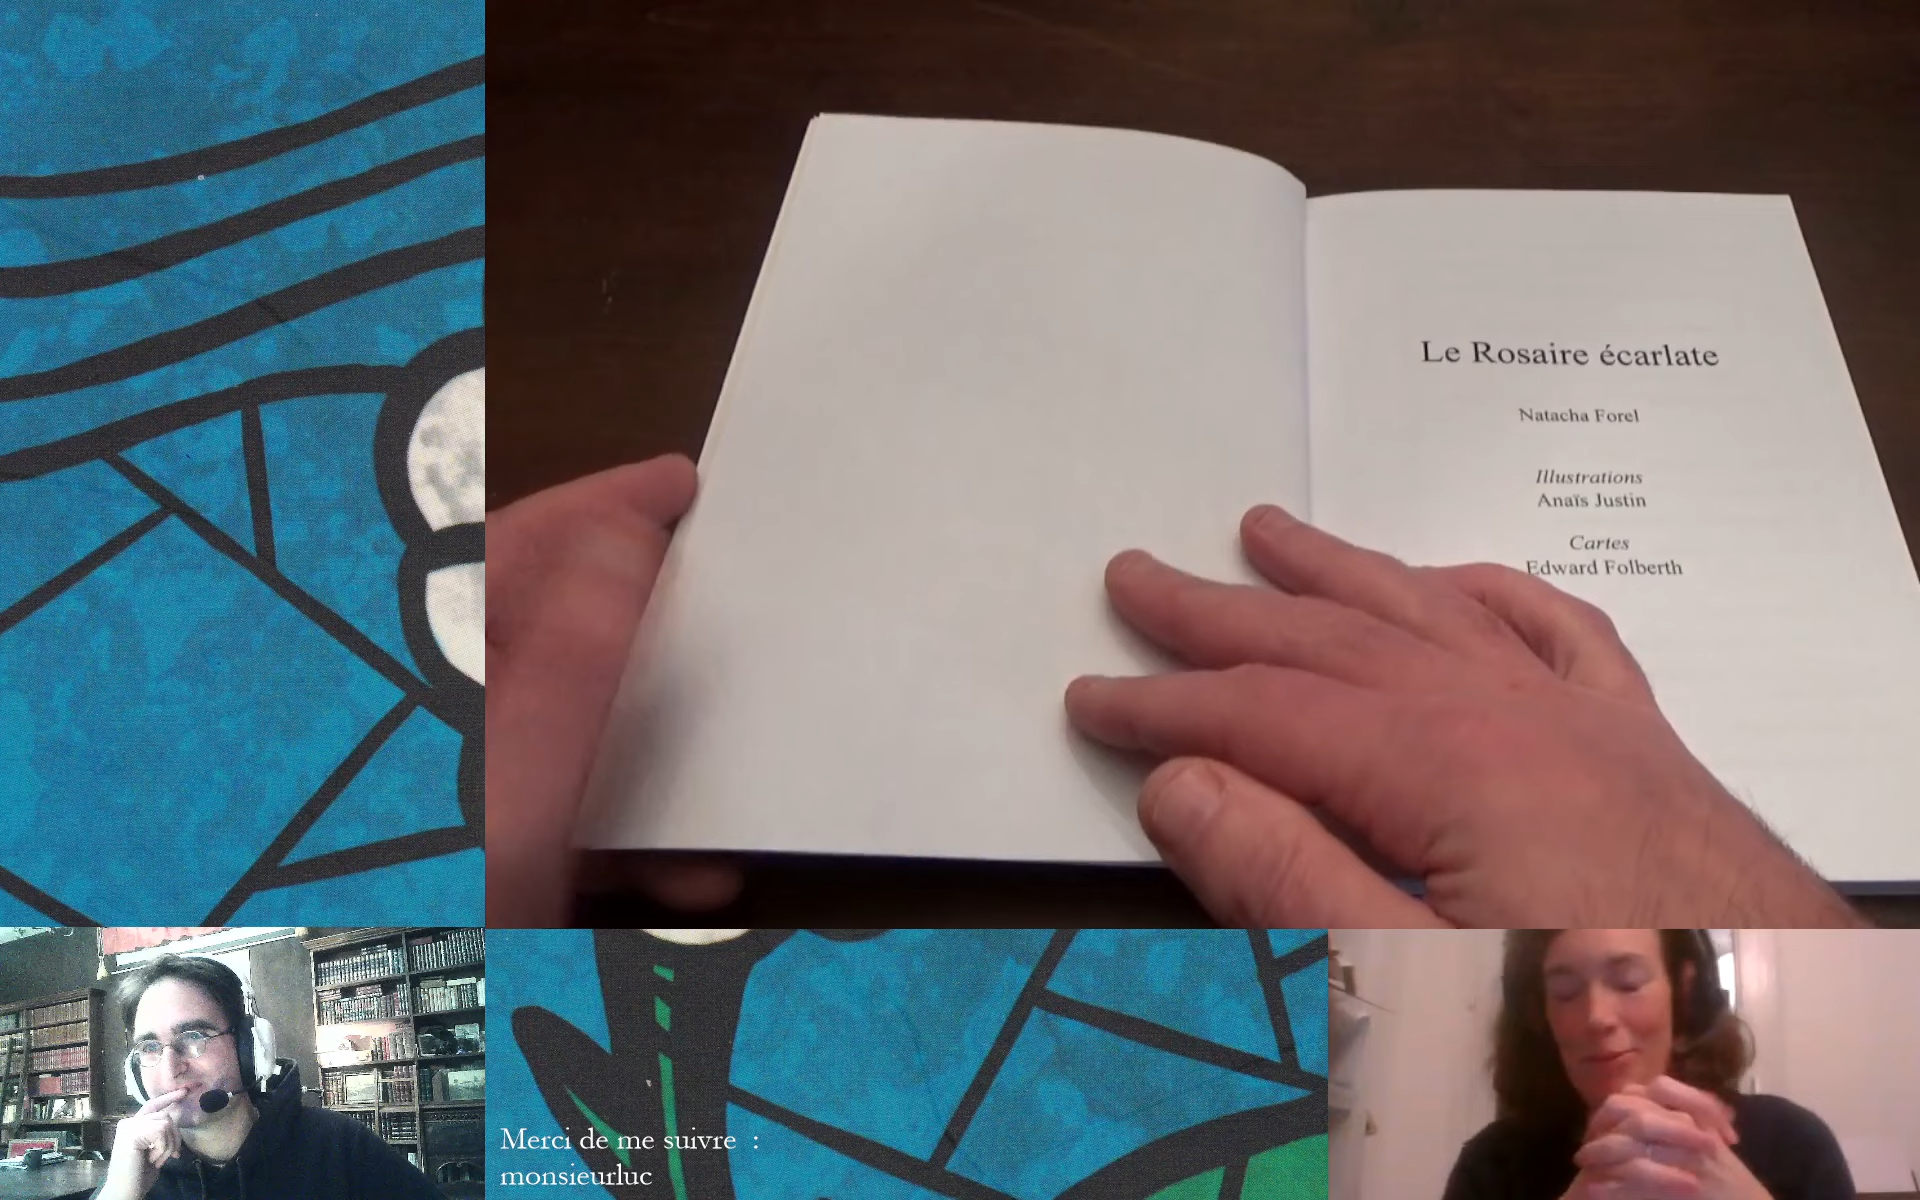 Le Rosaire écarlate
Natacha Forel
Illustrations
Anaïs Justin
Cartes
Edward Folberth
Merci de me suivre :
monsieurluc